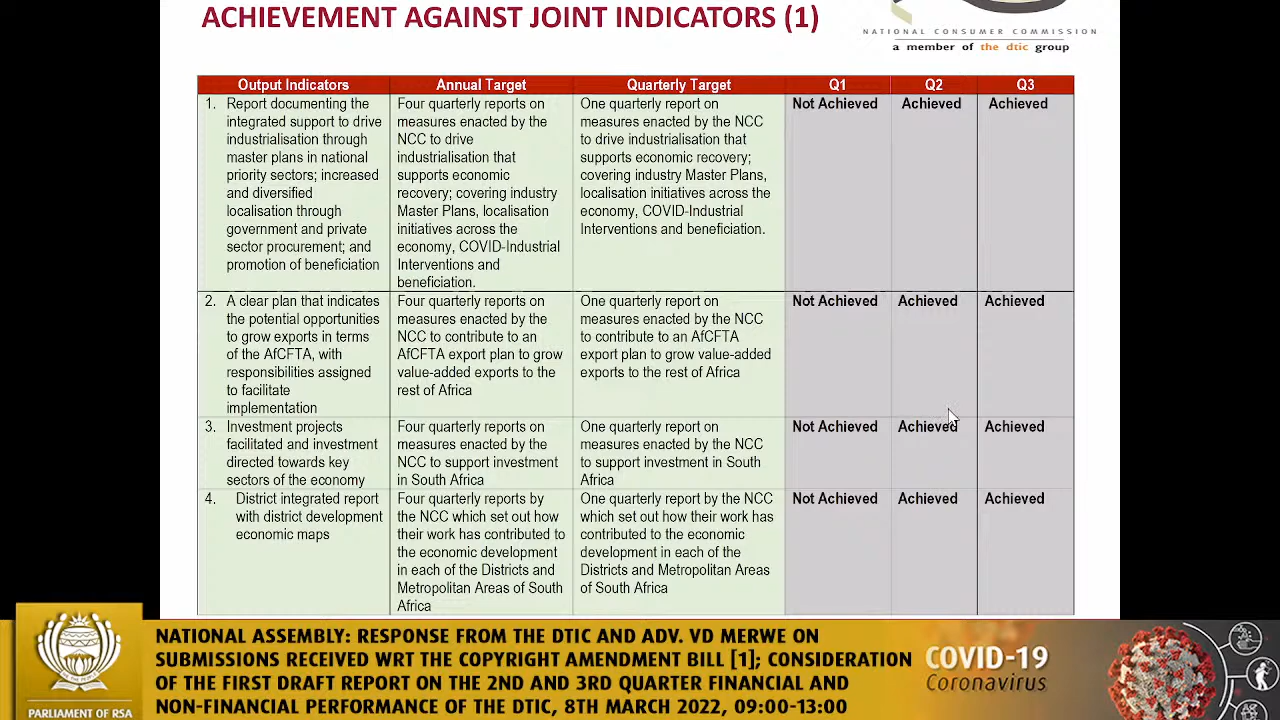 ACHIEVEMENT AGAINST JOINT INDICATORS (1)
NATIONAL CONSUMER COMMISSION
a member of the dtic group
Output Indicators
Annual Target
Quarterly Target
Q1
Q2
Q3
1. Report documenting the
integrated support to drive
industrialisation through
master plans in national
priority sectors; increased
and diversified
localisation through
government and private
sector procurement; and
promotion of beneficiation
Four quarterly reports on
measures enacted by the
NCC to drive
industrialisation that
supports economic
recovery; covering industry
Master Plans, localisation
initiatives across the
economy, COVID-Industrial
Interventions and
beneficiation.
One quarterly report on
measures enacted by the NCC
to drive industrialisation that
supports economic recovery;
covering industry Master Plans,
localisation initiatives across the
economy, COVID-Industrial
Interventions and beneficiation.
Not Achieved
Achieved
Achieved
2. A clear plan that indicates
the potential opportunities
to grow exports in terms
of the AfCFTA, with
responsibilities assigned
to facilitate
implementation
Four quarterly reports on
measures enacted by the
NCC to contribute to an
AfCFTA export plan to grow
value-added exports to the
rest of Africa
One quarterly report on
measures enacted by the NCC
to contribute to an AfCFTA
export plan to grow value-added
exports to the rest of Africa
Not Achieved
Achieved
Achieved
3. Investment projects
facilitated and investment
directed towards key
sectors of the economy
Four quarterly reports on
measures enacted by the
NCC to support investment
in South Africa
One quarterly report on
measures enacted by the NCC
to support investment in South
Africa
Not Achieved
Achieved
Achieved
4. District integrated report
with district development
economic maps
Four quarterly reports by
the NCC which set out how
their work has contributed to
the economic development
in each of the Districts and
Metropolitan Areas of South
Africa
One quarterly report by the NCC
which set out how their work has
contributed to the economic
development in each of the
Districts and Metropolitan Areas
of South Africa
Not Achieved
Achieved
Achieved
PARLIAMENT OF RSA
NATIONAL ASSEMBLY: RESPONSE FROM THE DTIC AND ADV. VD MERWE ON
SUBMISSIONS RECEIVED WRT THE COPYRIGHT AMENDMENT BILL [1]; CONSIDERATION
OF THE FIRST DRAFT REPORT ON THE 2ND AND 3RD QUARTER FINANCIAL AND
NON-FINANCIAL PERFORMANCE OF THE DTIC, 8TH MARCH 2022, 09:00-13:00
COVID-19
Coronavirus